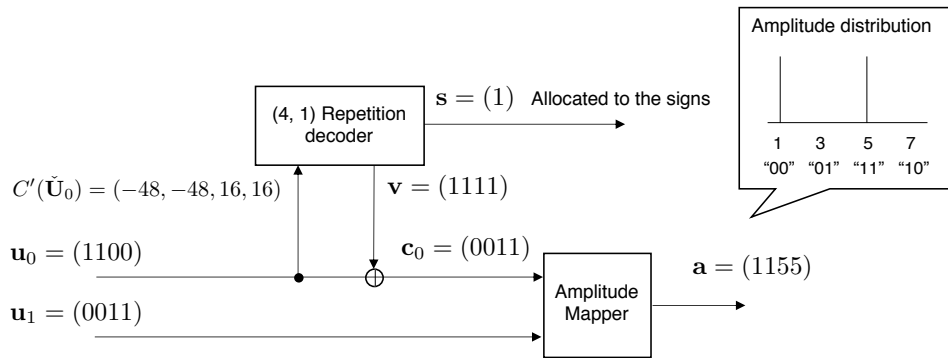 Amplitude distribution
1 3 5 7
“00” “01” “11” “10”
(4, 1) Repetition
decoder
s = (1) Allocated to the signs
C′(Ǔ₀) = (−48, −48, 16, 16)
v = (1111)
u₀ = (1100)
c₀ = (0011)
u₁ = (0011)
Amplitude
Mapper
a = (1155)